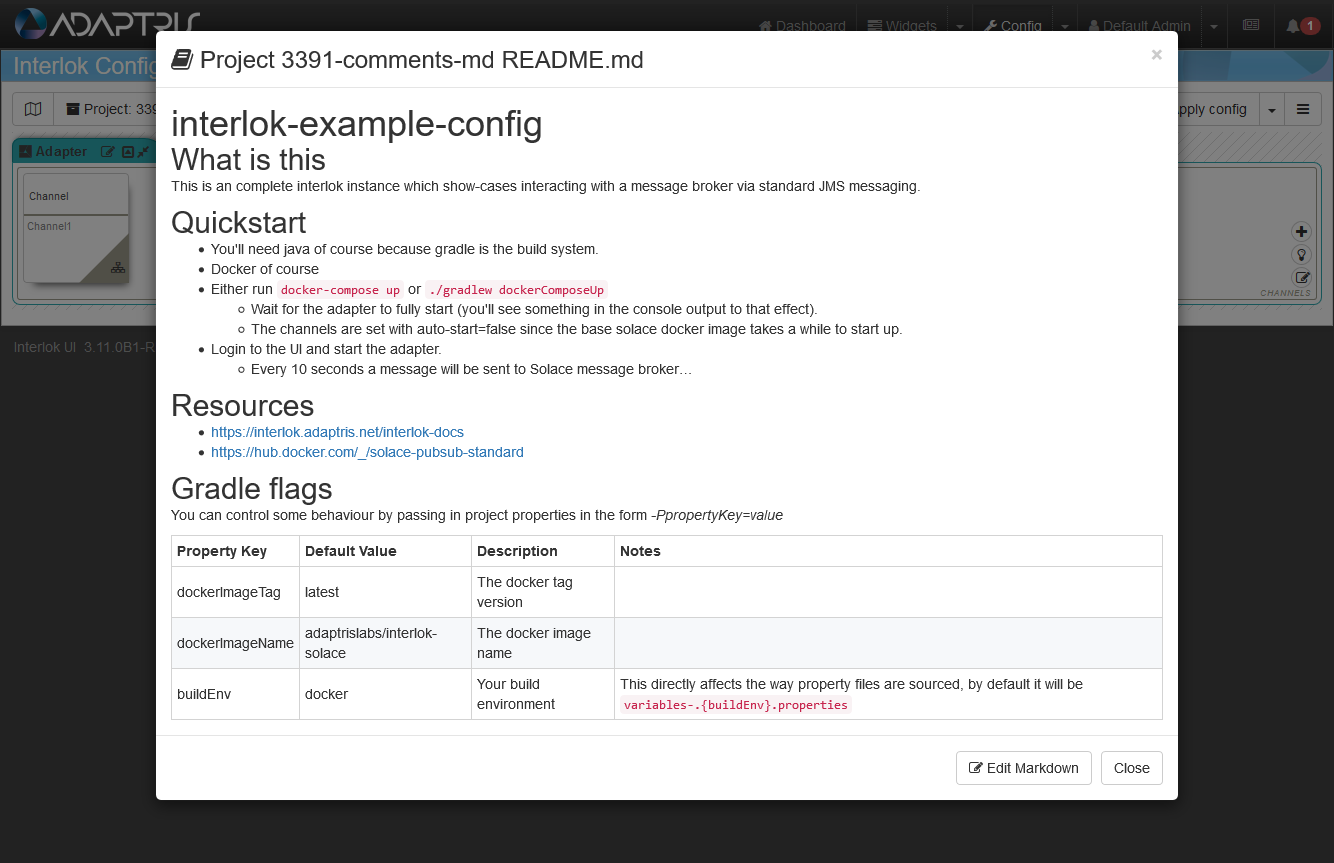 ADAPTRIS
Dashboard Widgets Config Default Admin 1
Interlok Config
Project: 339
pply config
Adapter
Channel
Channel1
CHANNELS
Interlok UI 3.11.0B1-R
Project 3391-comments-md README.md
×
interlok-example-config
What is this
This is an complete interlok instance which show-cases interacting with a message broker via standard JMS messaging.
Quickstart
• You'll need java of course because gradle is the build system.
• Docker of course
• Either run docker-compose up or ./gradlew dockerComposeUp
◦ Wait for the adapter to fully start (you'll see something in the console output to that effect).
◦ The channels are set with auto-start=false since the base solace docker image takes a while to start up.
• Login to the UI and start the adapter.
◦ Every 10 seconds a message will be sent to Solace message broker…
Resources
• https://interlok.adaptris.net/interlok-docs
• https://hub.docker.com/_/solace-pubsub-standard
Gradle flags
You can control some behaviour by passing in project properties in the form -PpropertyKey=value
Property Key Default Value Description Notes
dockerImageTag latest The docker tag
version
dockerImageName adaptrislabs/interlok-
solace The docker image
name
buildEnv docker Your build
environment This directly affects the way property files are sourced, by default it will be
variables-.{buildEnv}.properties
Edit Markdown Close